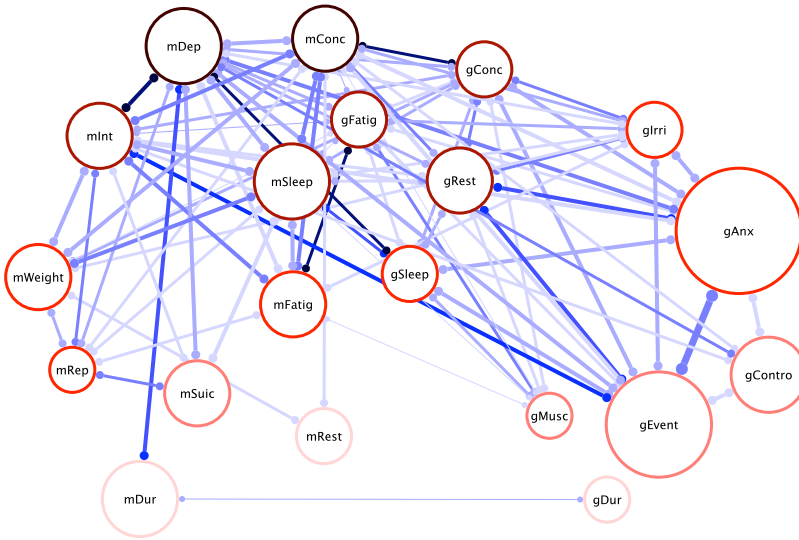 mDep
mConc
gConc
gFatig
gIrri
mInt
mSleep
gRest
gAnx
mWeight
gSleep
mFatig
mRep
mSuic
gContro
gMusc
gEvent
mRest
mDur
gDur